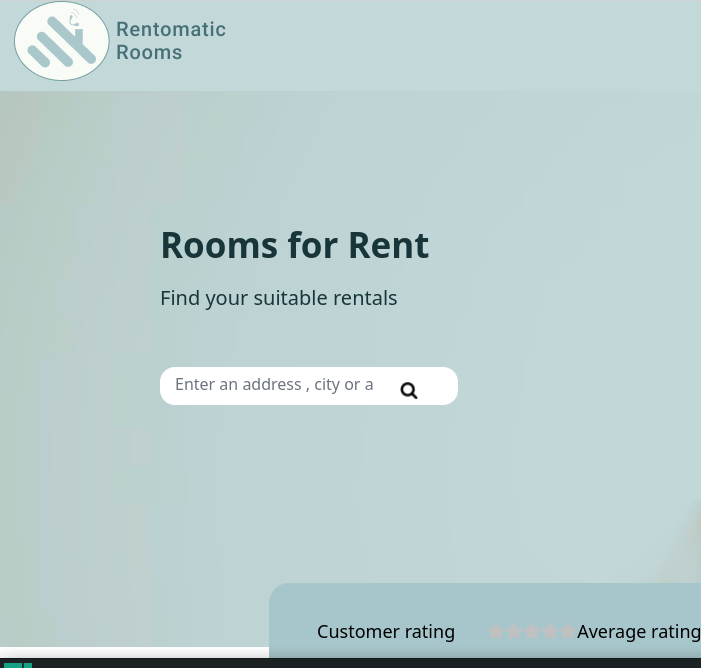 Rentomatic
Rooms
Rooms for Rent
Find your suitable rentals
Enter an address , city or a
Customer rating
Average rating